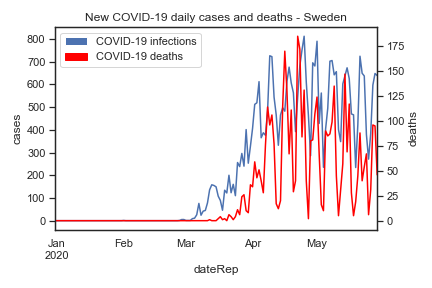 New COVID-19 daily cases and deaths - Sweden
COVID-19 infections
COVID-19 deaths
800
700
600
500
400
300
200
100
0
cases
175
150
125
100
75
50
25
0
deaths
Jan Feb Mar Apr May
2020
dateRep